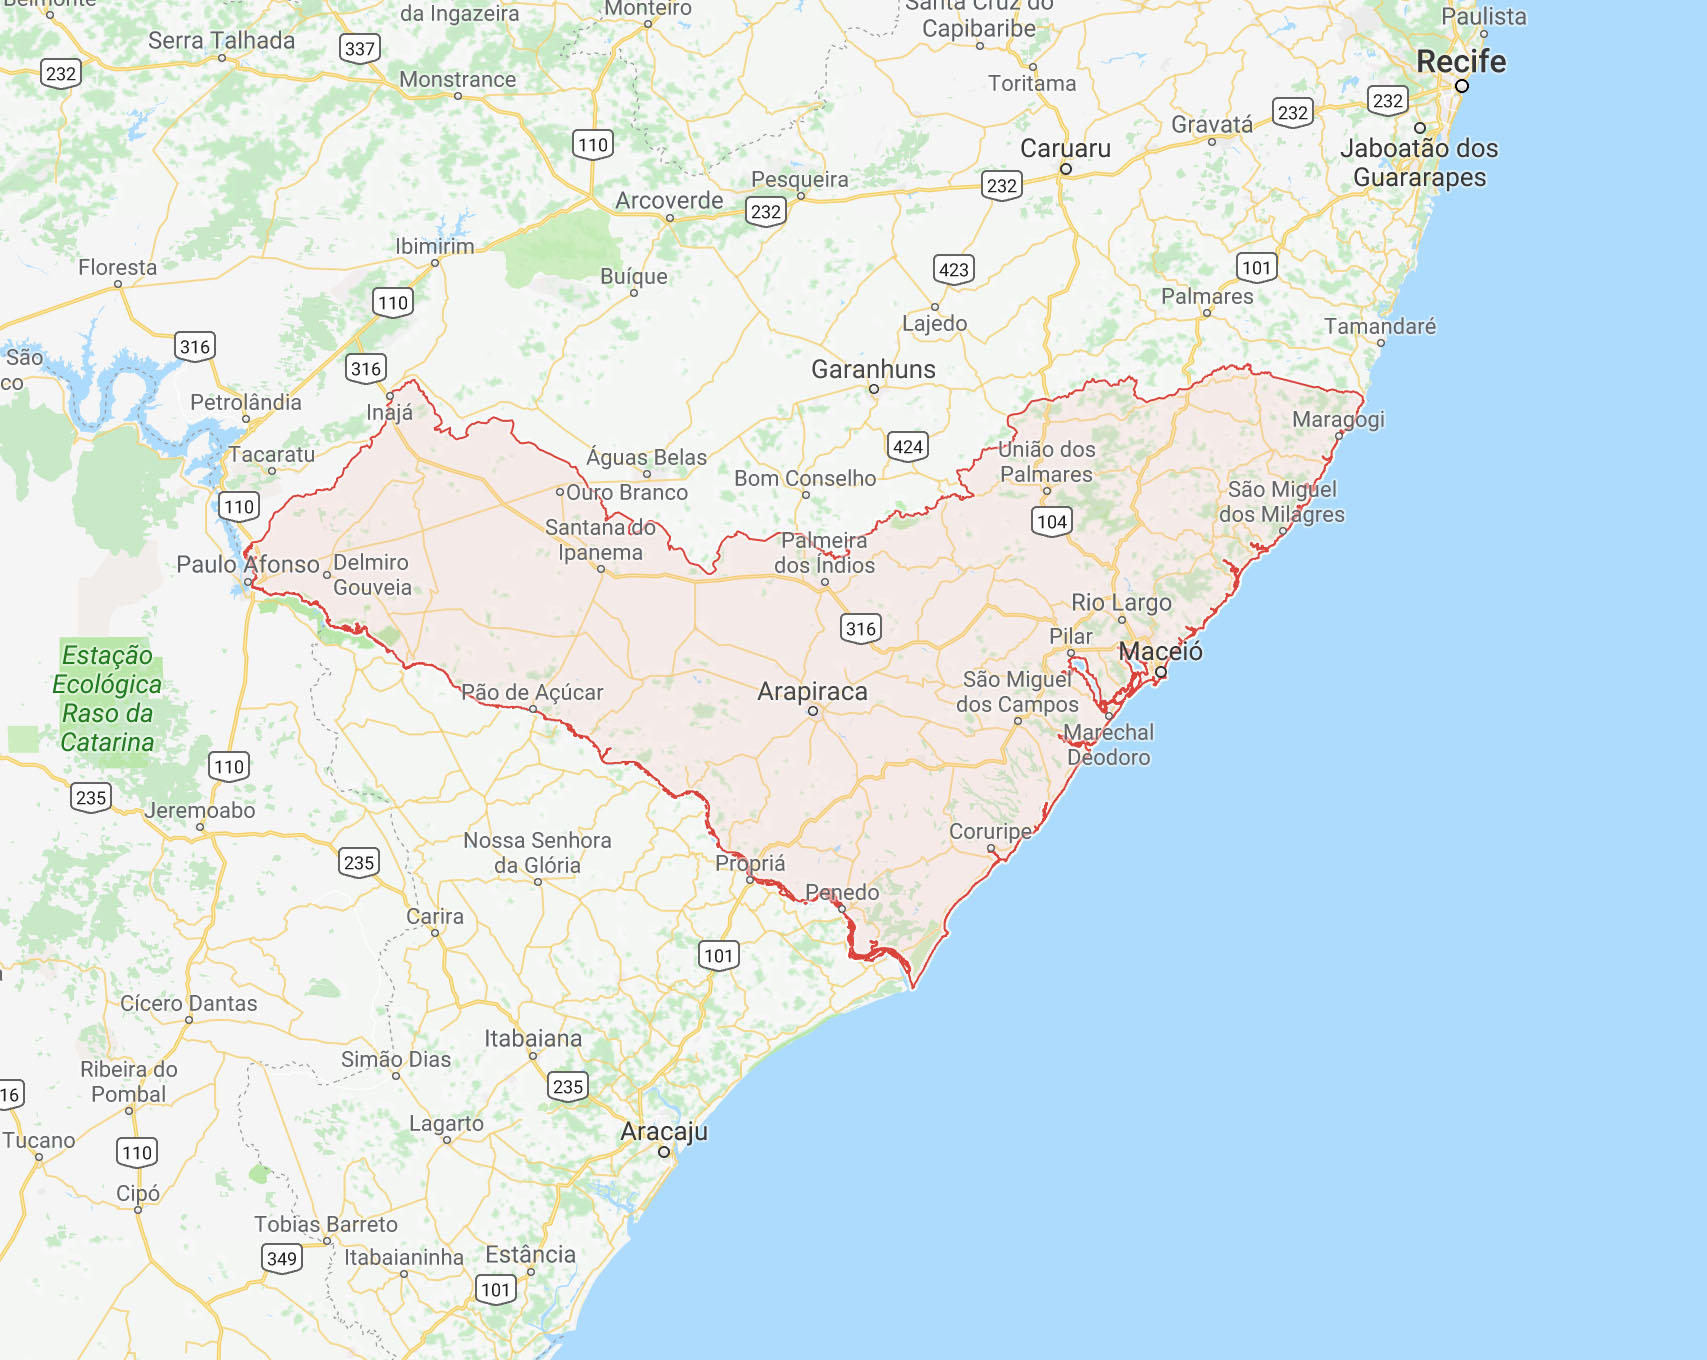 Belmonte
da Ingazeira
Monteiro
Santa Cruz do
Capibaribe
Paulista
Serra Talhada
337
Recife
232
Monstrance
Toritama
232
232
Gravatá
110
Caruaru
Jaboatão dos
Guararapes
Pesqueira
232
Arcoverde
232
Ibimirim
Floresta
Buíque
423
101
110
Palmares
Lajedo
Tamandaré
São
co
316
316
Garanhuns
Petrolândia
Inajá
Maragogi
Tacaratu
Águas Belas
424
União dos
Palmares
Bom Conselho
Ouro Branco
São Miguel
dos Milagres
110
104
Santana do
Ipanema
Palmeira
dos Índios
Paulo Afonso
Delmiro
Gouveia
Rio Largo
316
Pilar
Maceió
Estação
Ecológica
Raso da
Catarina
Pão de Açúcar
Arapiraca
São Miguel
dos Campos
Marechal
Deodoro
110
235
Jeremoabo
Nossa Senhora
da Glória
Coruripe
235
Propriá
Penedo
Carira
101
Cícero Dantas
Itabaiana
Simão Dias
Ribeira do
Pombal
235
16
Lagarto
Aracaju
Tucano
110
Cipó
Tobias Barreto
349
Itabaianinha
Estância
101